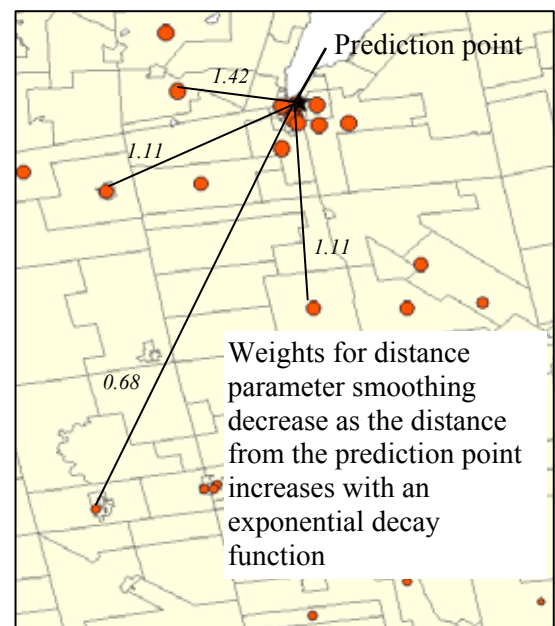 Prediction point
1.42
1.11
1.11
0.68
Weights for distance
parameter smoothing
decrease as the distance
from the prediction point
increases with an
exponential decay
function